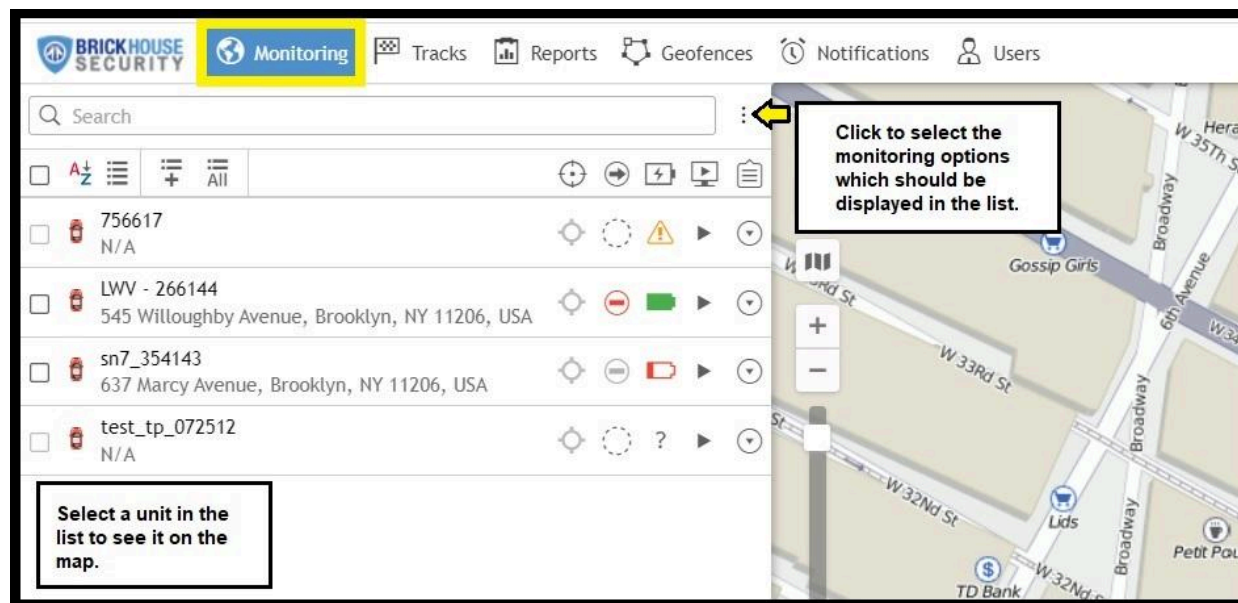 BRICKHOUSE
SECURITY
Monitoring
Tracks
Reports
Geofences
Notifications
Users
Search
Click to select the
monitoring options
which should be
displayed in the list.
A
Z
All
756617
N/A
LWV - 266144
545 Willoughby Avenue, Brooklyn, NY 11206, USA
sn7_354143
637 Marcy Avenue, Brooklyn, NY 11206, USA
test_tp_072512
N/A
?
Select a unit in the
list to see it on the
map.
+
−
W 35Th
Broadway
Gossip Girls
6th Avenue
W 33Rd St
Broadway
W 32Nd St
Lids
Broadway
Petit
TD Bank
$
W 32Nd